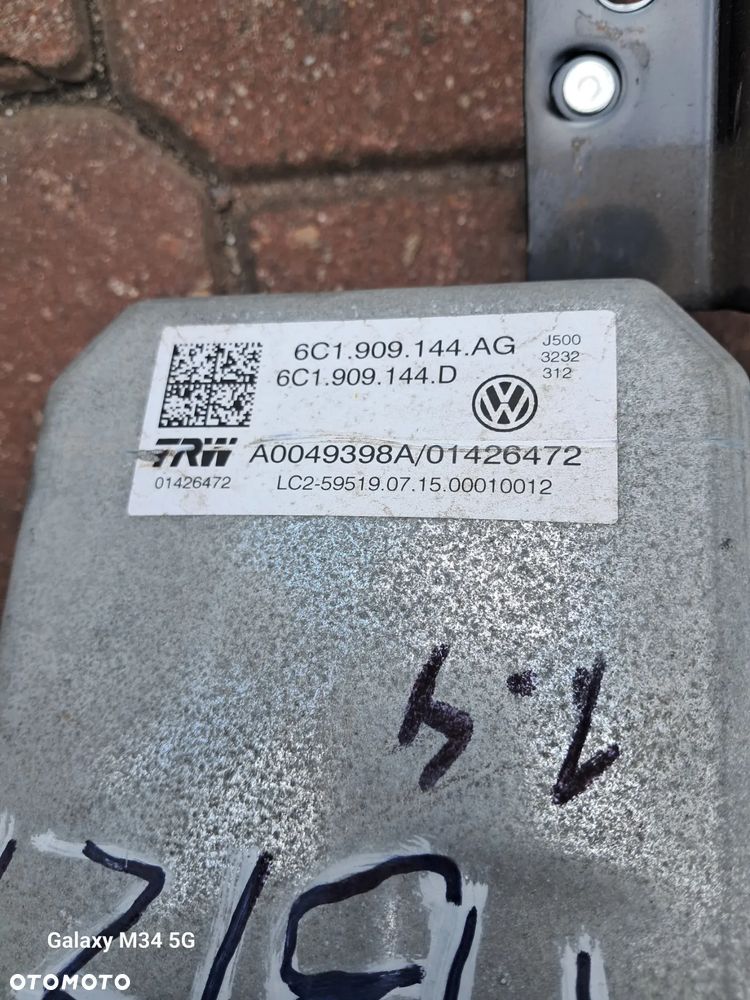 6C1.909.144.AG
6C1.909.144.D
J500
3232
312
TRW A0049398A/01426472
01426472 LC2-59519.07.15.00010012
1.4
Galaxy M34 5G
OTOMOTO